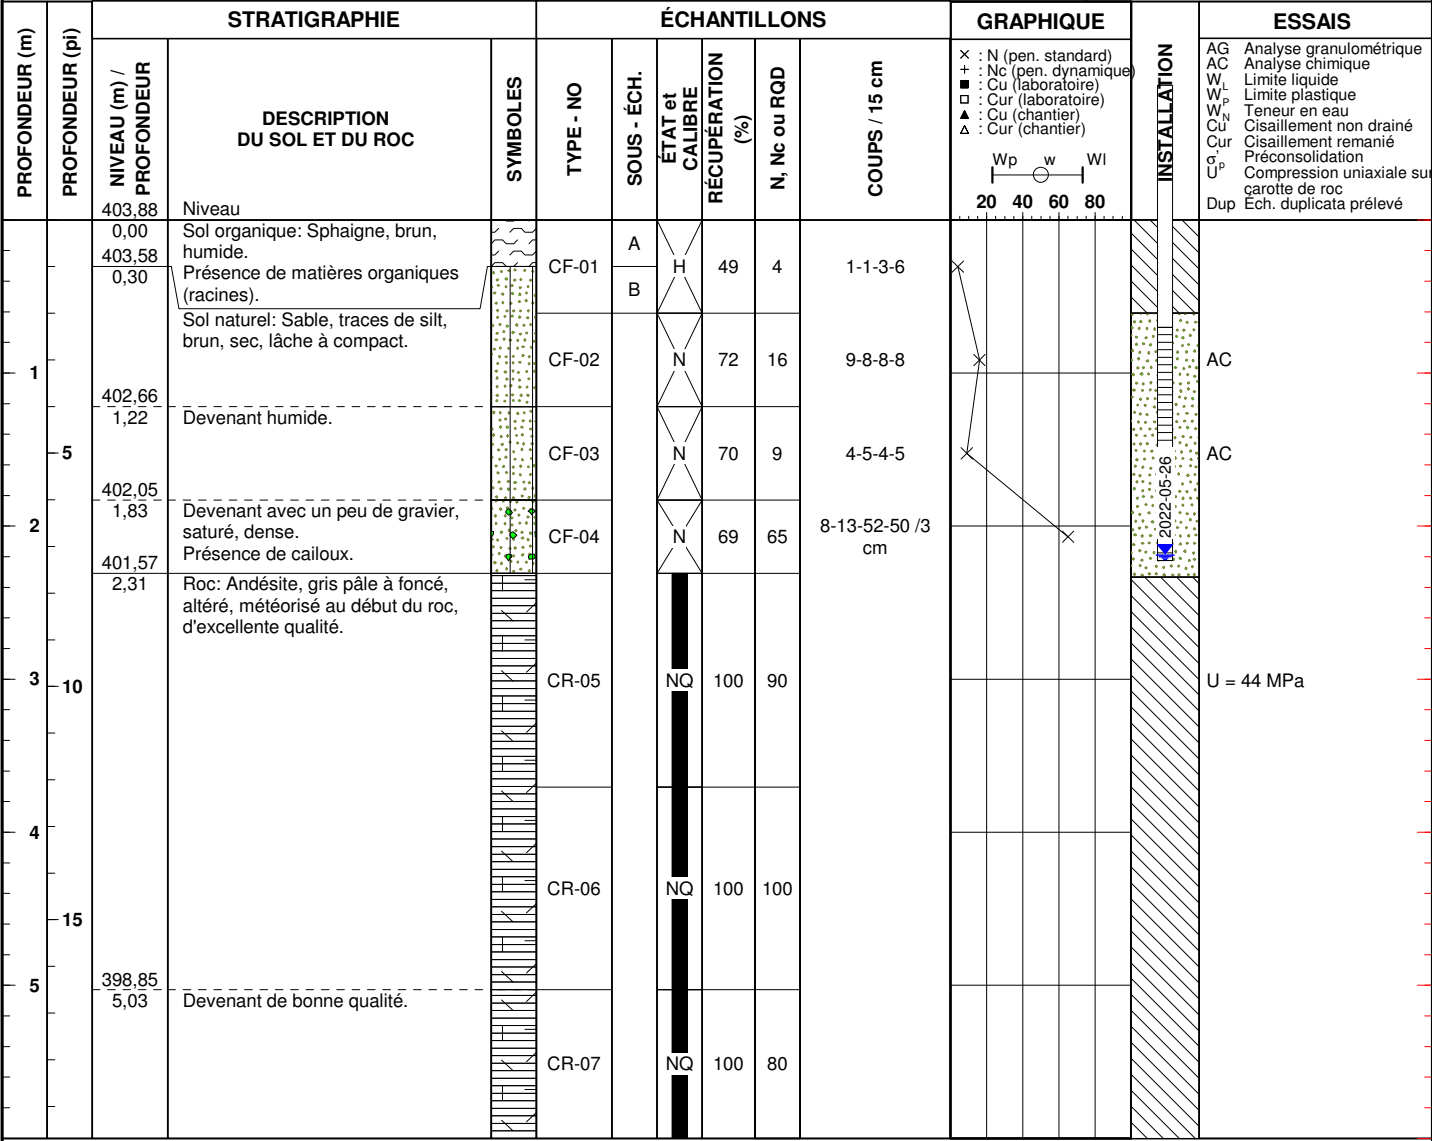 STRATIGRAPHIE
ÉCHANTILLONS
GRAPHIQUE
ESSAIS
PROFONDEUR (m)
PROFONDEUR (pi)
NIVEAU (m) /
PROFONDEUR
DESCRIPTION
DU SOL ET DU ROC
SYMBOLES
TYPE - NO
SOUS - ÉCH.
ÉTAT et
CALIBRE
RÉCUPÉRATION
(%)
N, Nc ou RQD
COUPS / 15 cm
× : N (pen. standard)
+ : Nc (pen. dynamique)
■ : Cu (laboratoire)
□ : Cur (laboratoire)
▲ : Cu (chantier)
△ : Cur (chantier)
Wp w Wl
20 40 60 80
INSTALLATION
AG Analyse granulométrique
AC Analyse chimique
W_L Limite liquide
W_P Limite plastique
W_N Teneur en eau
Cu Cisaillement non drainé
Cur Cisaillement remanié
σ'_p Préconsolidation
U Compression uniaxiale sur
carotte de roc
Dup Éch. duplicata prélevé
403,88 Niveau
0,00 Sol organique: Sphaigne, brun,
humide.
403,58
0,30 Présence de matières organiques
(racines).
Sol naturel: Sable, traces de silt,
brun, sec, lâche à compact.
402,66
1,22 Devenant humide.
402,05
1,83 Devenant avec un peu de gravier,
saturé, dense.
Présence de cailoux.
401,57
2,31 Roc: Andésite, gris pâle à foncé,
altéré, météorisé au début du roc,
d'excellente qualité.
398,85
5,03 Devenant de bonne qualité.
1
2
3
4
5
5
10
15
CF-01 A B H 49 4 1-1-3-6
CF-02 N 72 16 9-8-8-8 AC
CF-03 N 70 9 4-5-4-5 AC
CF-04 N 69 65 8-13-52-50 /3
cm
2022-05-26
CR-05 NQ 100 90 U = 44 MPa
CR-06 NQ 100 100
CR-07 NQ 100 80